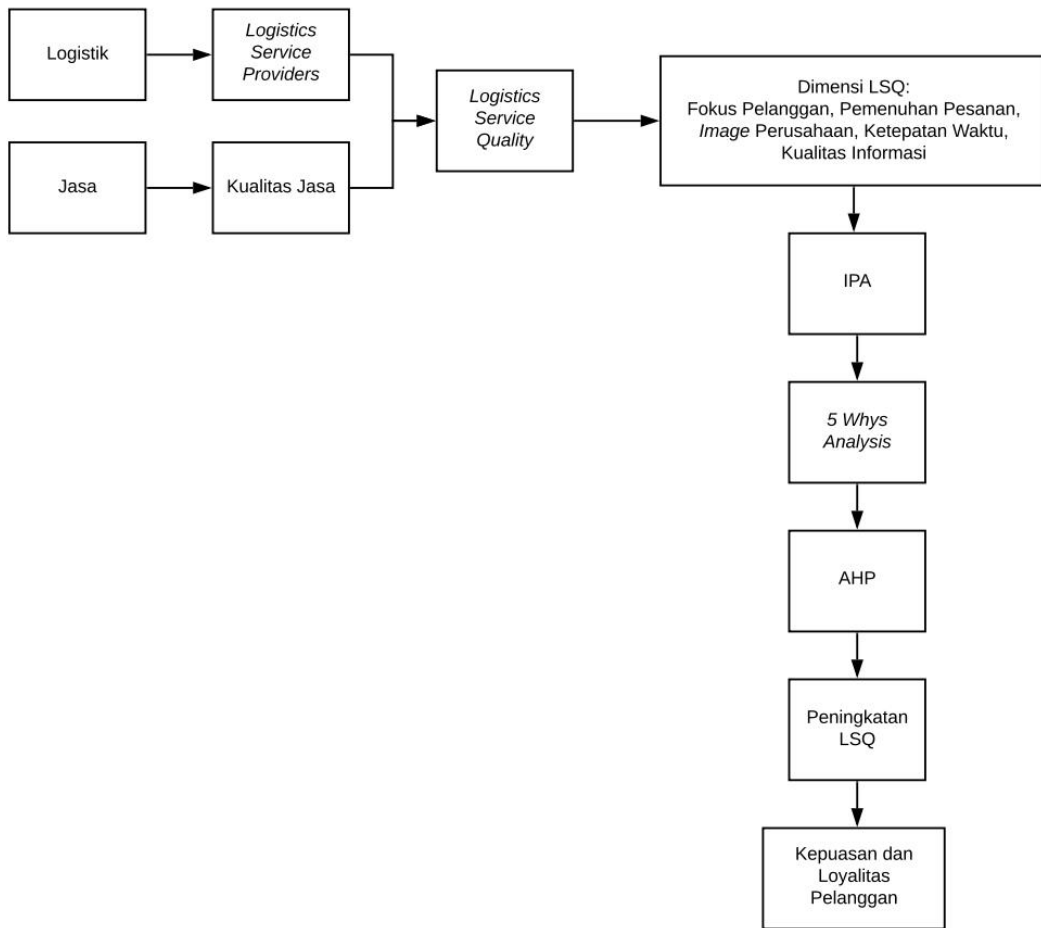 Logistik
Logistics
Service
Providers
Jasa
Kualitas Jasa
Logistics
Service
Quality
Dimensi LSQ:
Fokus Pelanggan, Pemenuhan Pesanan,
Image Perusahaan, Ketepatan Waktu,
Kualitas Informasi
IPA
5 Whys
Analysis
AHP
Peningkatan
LSQ
Kepuasan dan
Loyalitas
Pelanggan